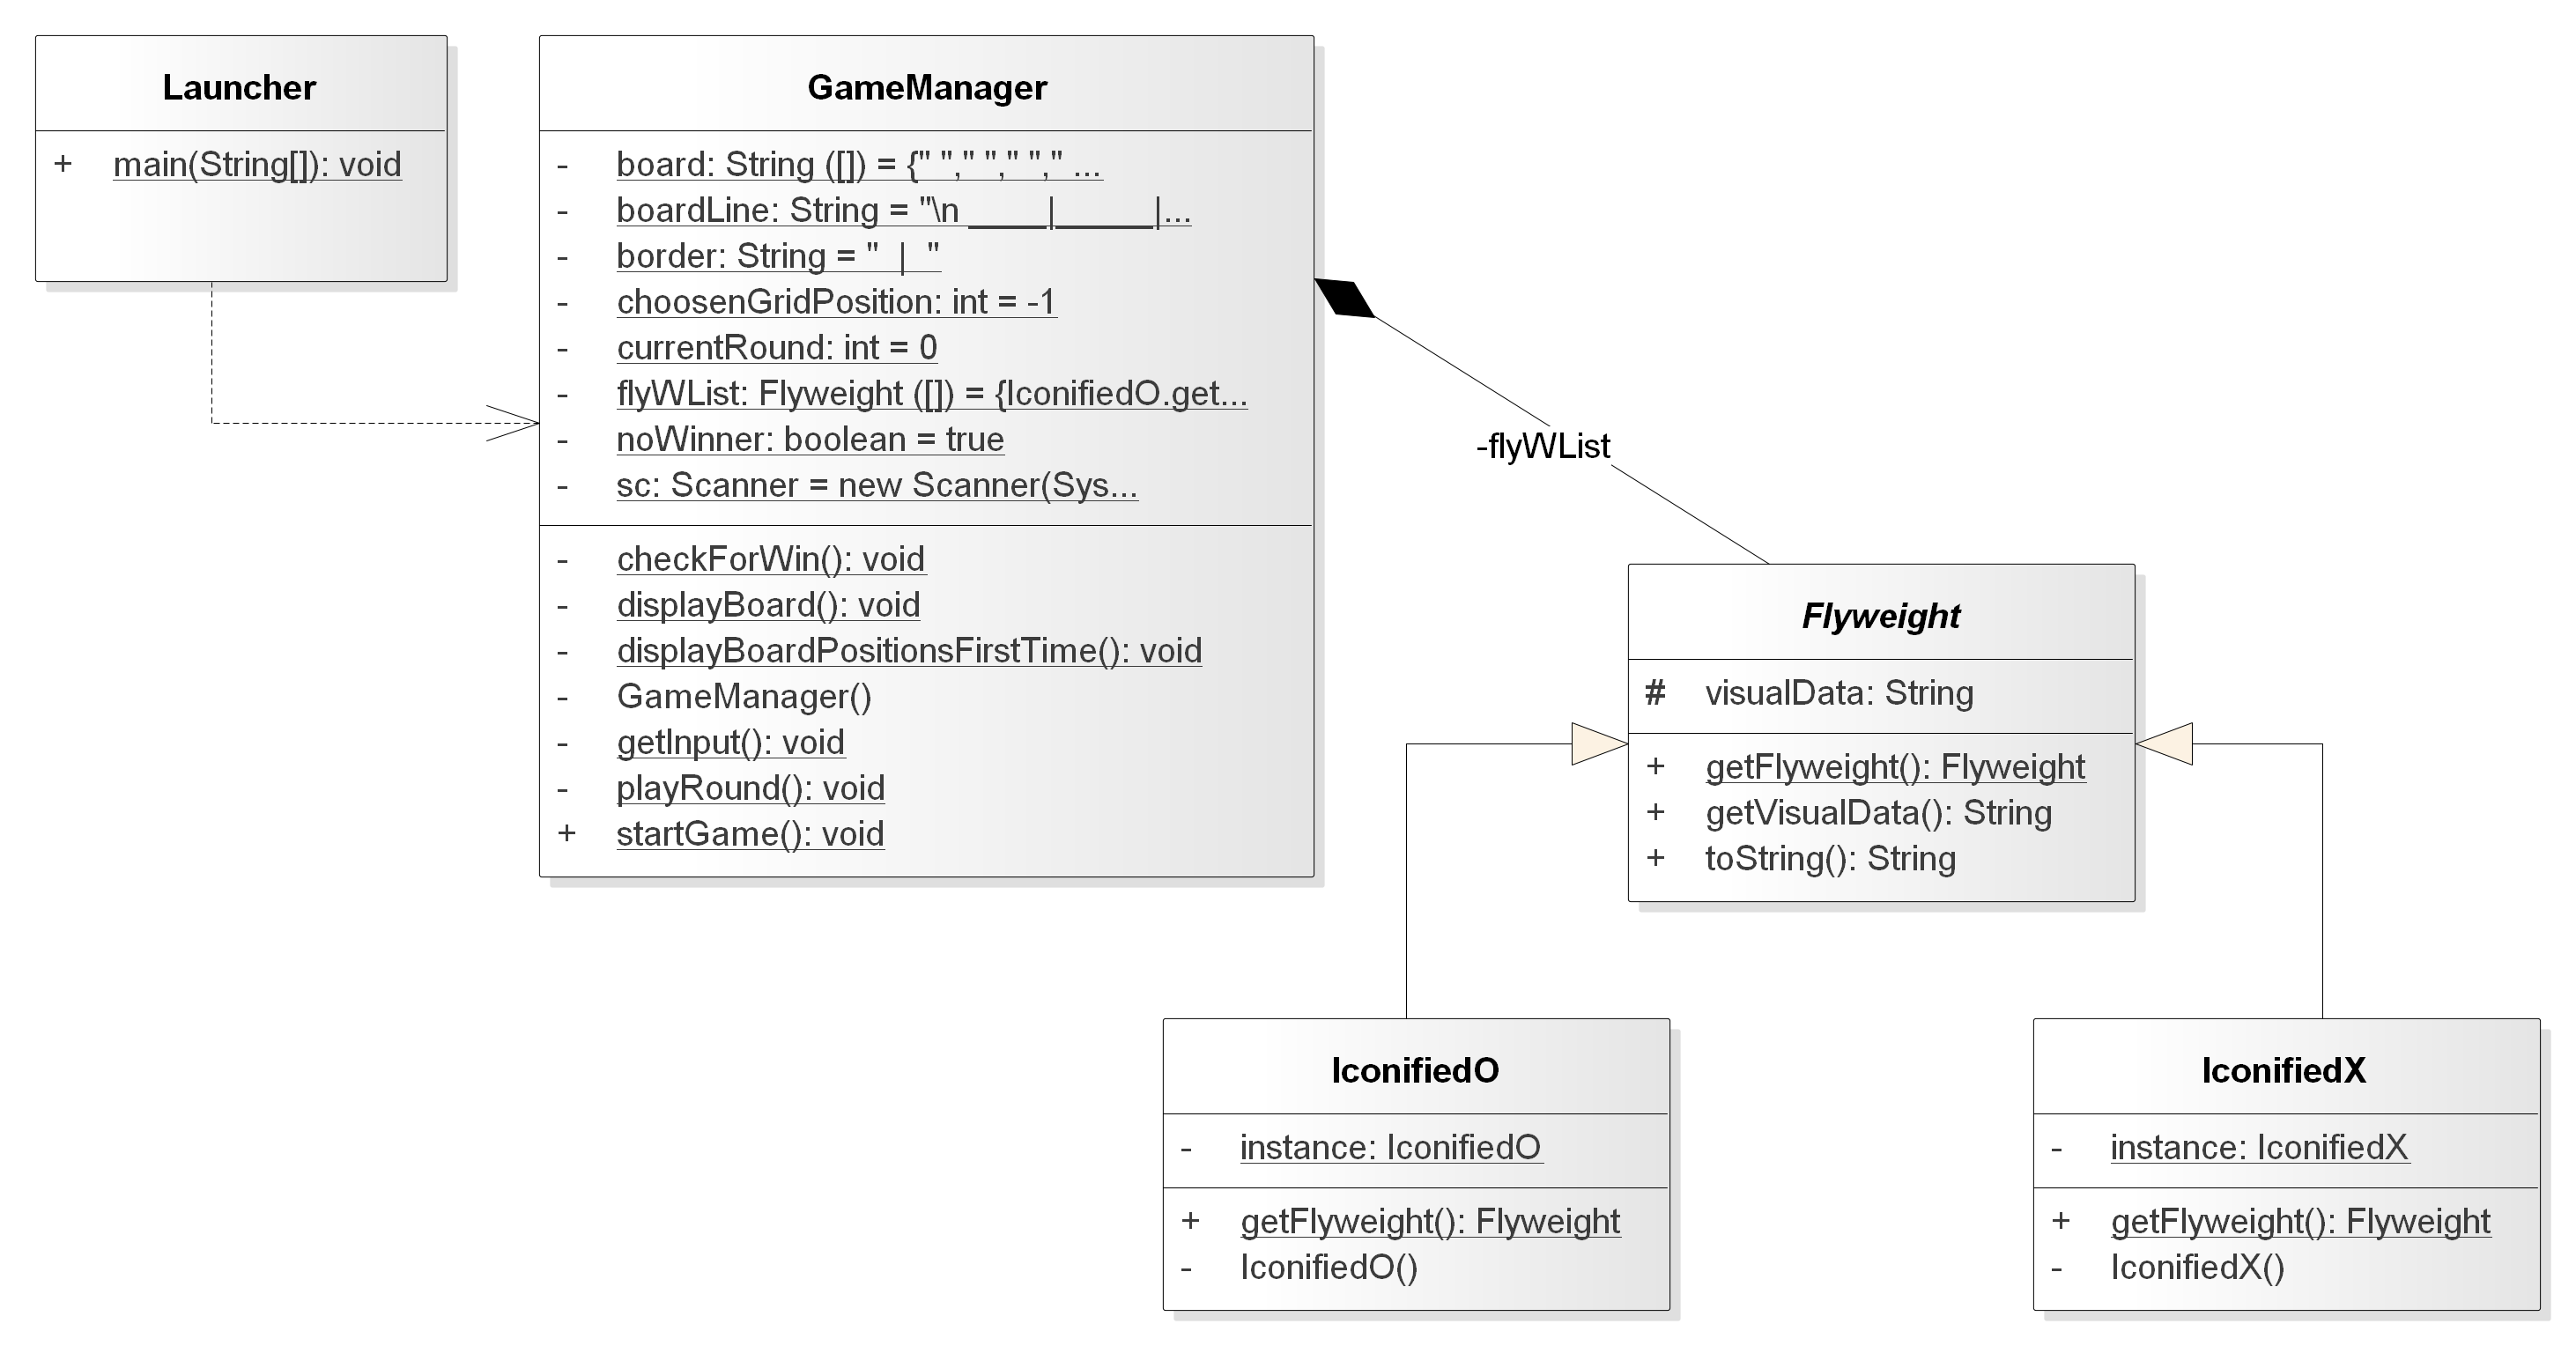 Launcher
+ main(String[]): void
GameManager
- board: String ([]) = {" "," "," "," ...
- boardLine: String = "\n ____|_____|...
- border: String = "  |  "
- choosenGridPosition: int = -1
- currentRound: int = 0
- flyWList: Flyweight ([]) = {IconifiedO.get...
- noWinner: boolean = true
- sc: Scanner = new Scanner(Sys...
- checkForWin(): void
- displayBoard(): void
- displayBoardPositionsFirstTime(): void
- GameManager()
- getInput(): void
- playRound(): void
+ startGame(): void
-flyWList
Flyweight
# visualData: String
+ getFlyweight(): Flyweight
+ getVisualData(): String
+ toString(): String
IconifiedO
- instance: IconifiedO
+ getFlyweight(): Flyweight
- IconifiedO()
IconifiedX
- instance: IconifiedX
+ getFlyweight(): Flyweight
- IconifiedX()